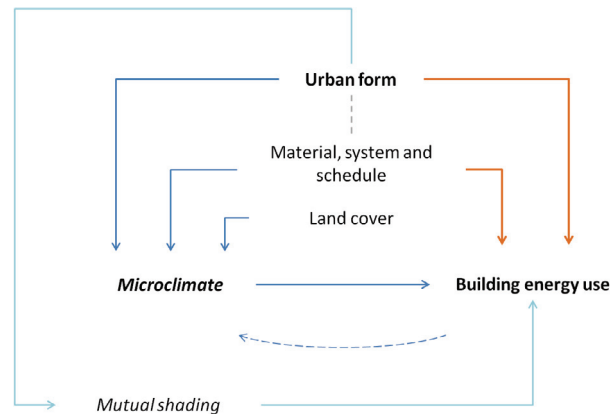 Urban form
Material, system and
schedule
Land cover
Microclimate
Building energy use
Mutual shading